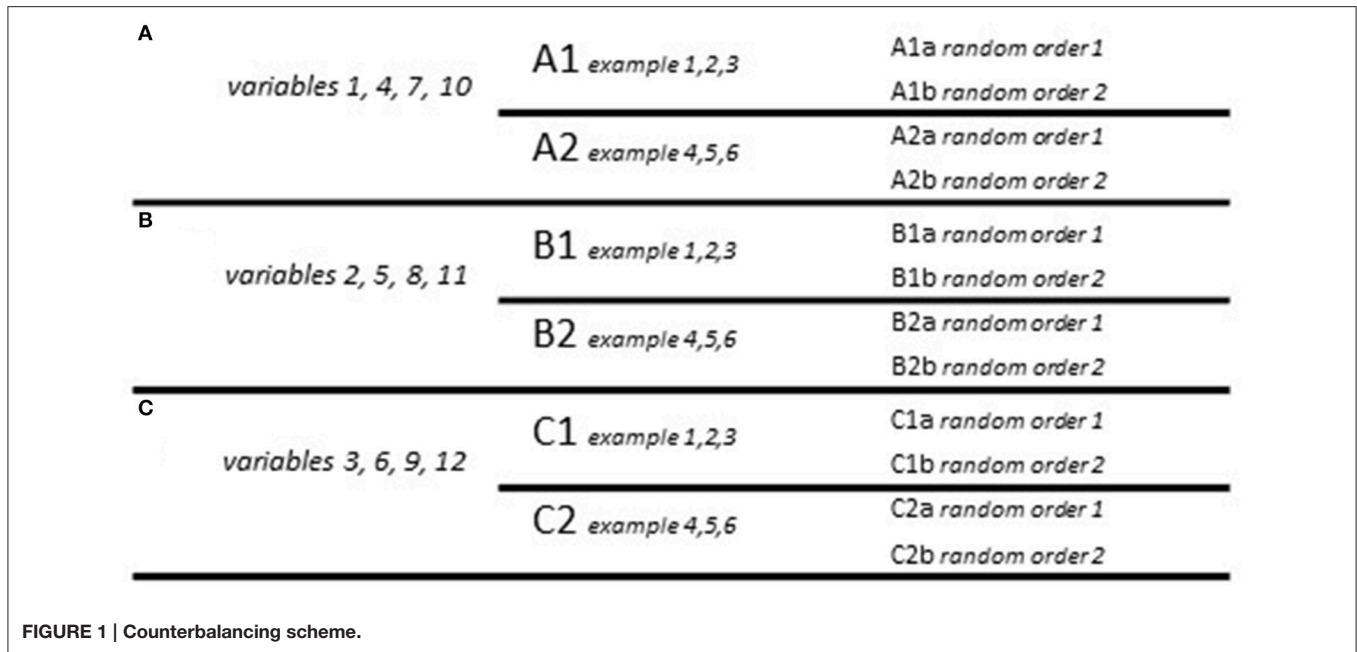 A
variables 1, 4, 7, 10
A1 example 1,2,3
A1a random order 1
A1b random order 2
A2 example 4,5,6
A2a random order 1
A2b random order 2
B
variables 2, 5, 8, 11
B1 example 1,2,3
B1a random order 1
B1b random order 2
B2 example 4,5,6
B2a random order 1
B2b random order 2
C
variables 3, 6, 9, 12
C1 example 1,2,3
C1a random order 1
C1b random order 2
C2 example 4,5,6
C2a random order 1
C2b random order 2
FIGURE 1 | Counterbalancing scheme.